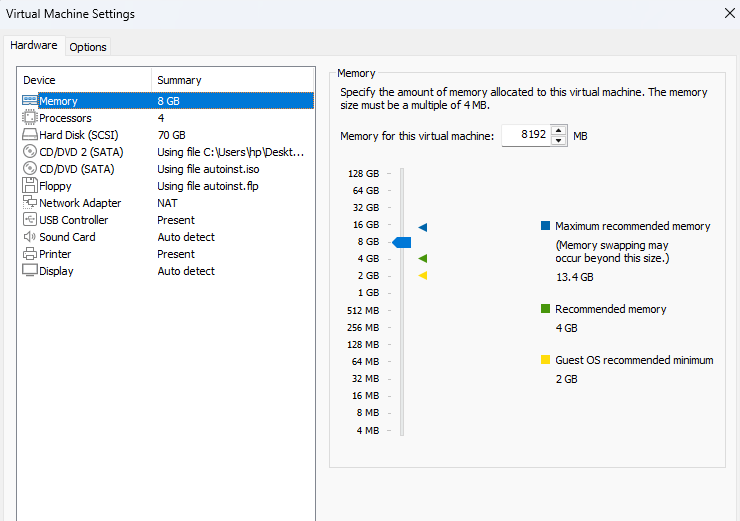 Virtual Machine Settings
Hardware Options
Device Summary
Memory 8 GB
Processors 4
Hard Disk (SCSI) 70 GB
CD/DVD 2 (SATA) Using file C:\Users\hp\Deskt...
CD/DVD (SATA) Using file autoinst.iso
Floppy Using file autoinst.flp
Network Adapter NAT
USB Controller Present
Sound Card Auto detect
Printer Present
Display Auto detect
Memory
Specify the amount of memory allocated to this virtual machine. The memory
size must be a multiple of 4 MB.
Memory for this virtual machine: 8192 MB
128 GB
64 GB
32 GB
16 GB
8 GB
4 GB
2 GB
1 GB
512 MB
256 MB
128 MB
64 MB
32 MB
16 MB
8 MB
4 MB
Maximum recommended memory
(Memory swapping may
occur beyond this size.)
13.4 GB
Recommended memory
4 GB
Guest OS recommended minimum
2 GB